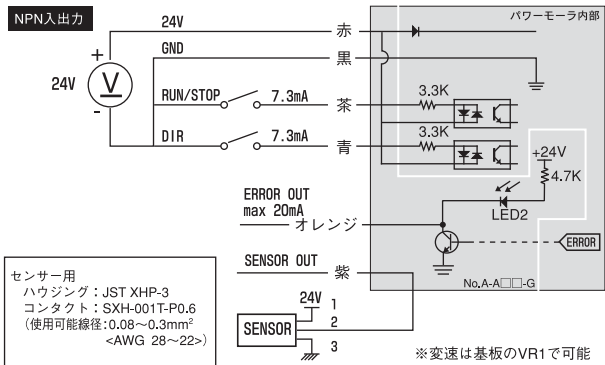 NPN入出力
パワーモーラ内部
24V
赤
GND
黒
24V
+
V
-
RUN/STOP
7.3mA
茶
3.3K
DIR
7.3mA
青
3.3K
+24V
4.7K
LED2
ERROR OUT
max 20mA
オレンジ
ERROR
SENSOR OUT
紫
No.A-A□□-G
センサー用
ハウジング：JST XHP-3
コンタクト：SXH-001T-P0.6
(使用可能線径：0.08～0.3mm²
<AWG 28～22>)
24V
1
SENSOR
2
3
※変速は基板のVR1で可能